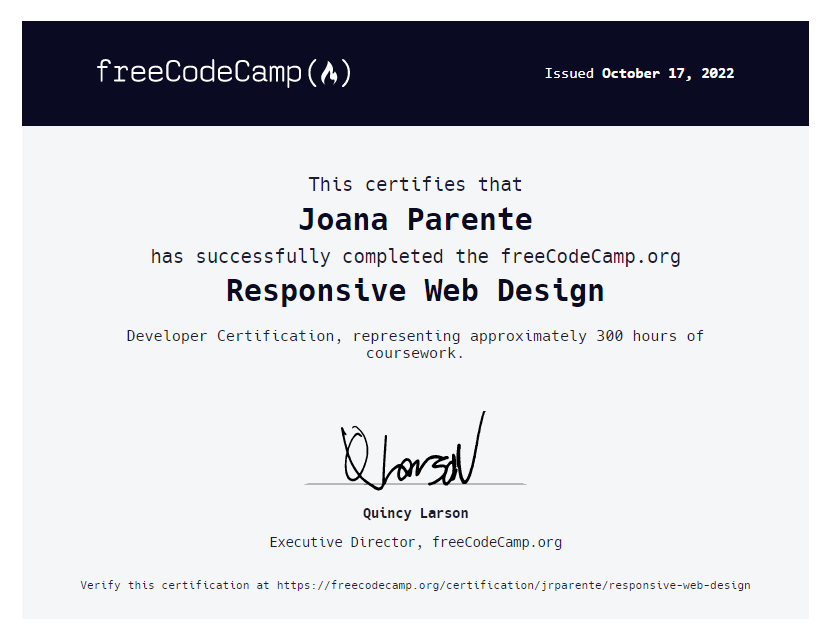 freeCodeCamp(🔥)
Issued October 17, 2022
This certifies that
Joana Parente
has successfully completed the freeCodeCamp.org
Responsive Web Design
Developer Certification, representing approximately 300 hours of
coursework.
Q Larson
Quincy Larson
Executive Director, freeCodeCamp.org
Verify this certification at https://freecodecamp.org/certification/jrparente/responsive-web-design